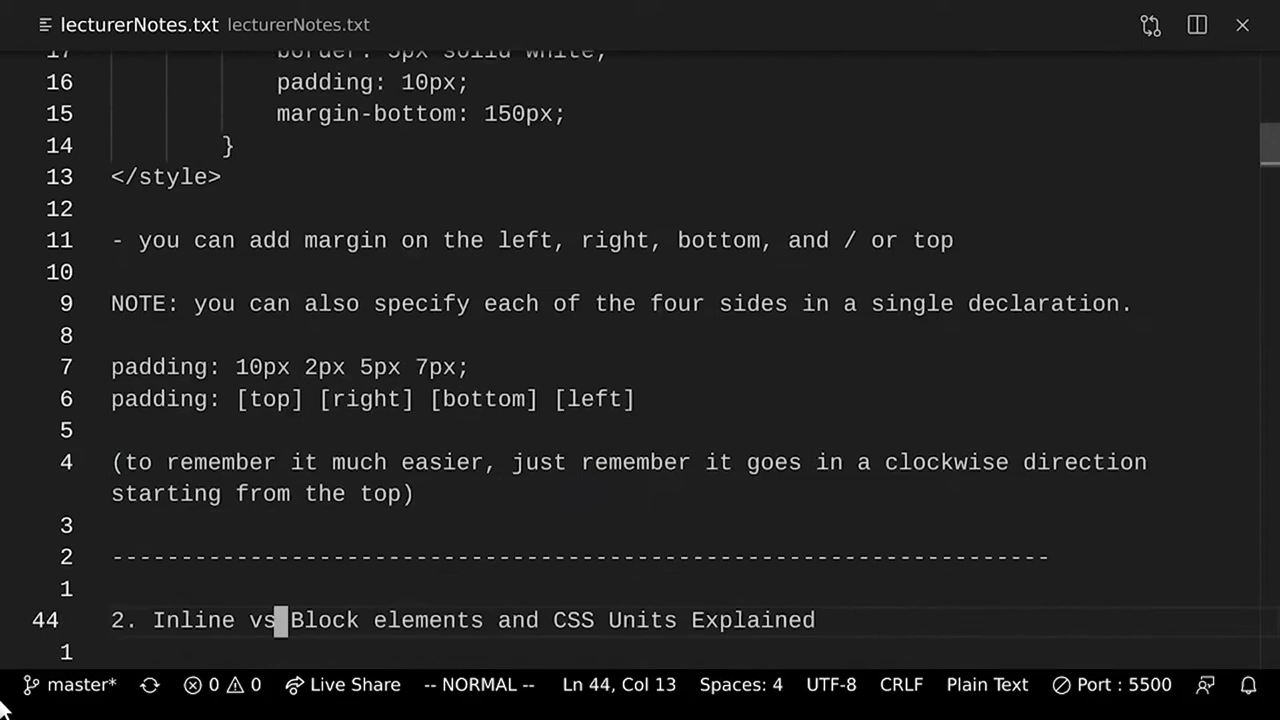 lecturerNotes.txt lecturerNotes.txt
17 border: 5px solid white;
16 padding: 10px;
15 margin-bottom: 150px;
14 }
13 </style>
12
11 - you can add margin on the left, right, bottom, and / or top
10
9 NOTE: you can also specify each of the four sides in a single declaration.
8
7 padding: 10px 2px 5px 7px;
6 padding: [top] [right] [bottom] [left]
5
4 (to remember it much easier, just remember it goes in a clockwise direction
starting from the top)
3
2 --------------------------------------------------------------------
1
44 2. Inline vs Block elements and CSS Units Explained
1
master* 0 0 Live Share -- NORMAL -- Ln 44, Col 13 Spaces: 4 UTF-8 CRLF Plain Text Port : 5500